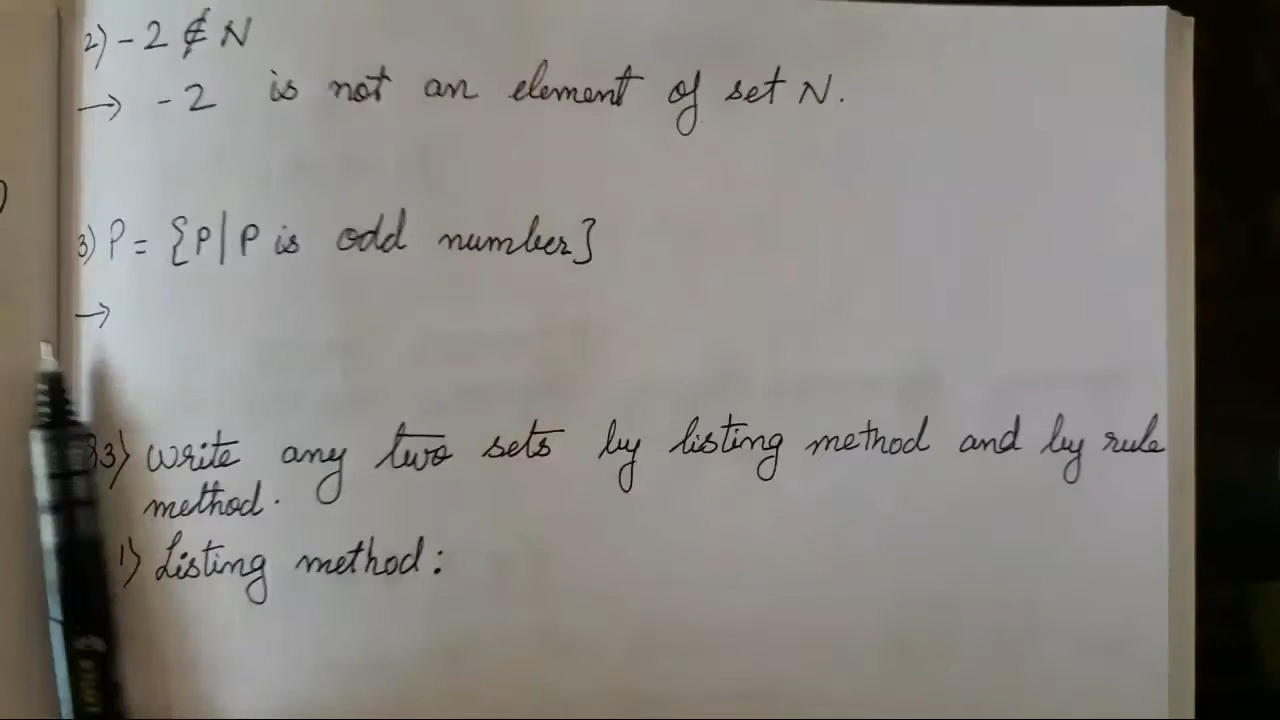 2) -2 ∉ N
→ -2 is not an element of set N.
3) P = {P | P is odd number}
→
3) Write any two sets by listing method and by rule
method.
1) Listing method: